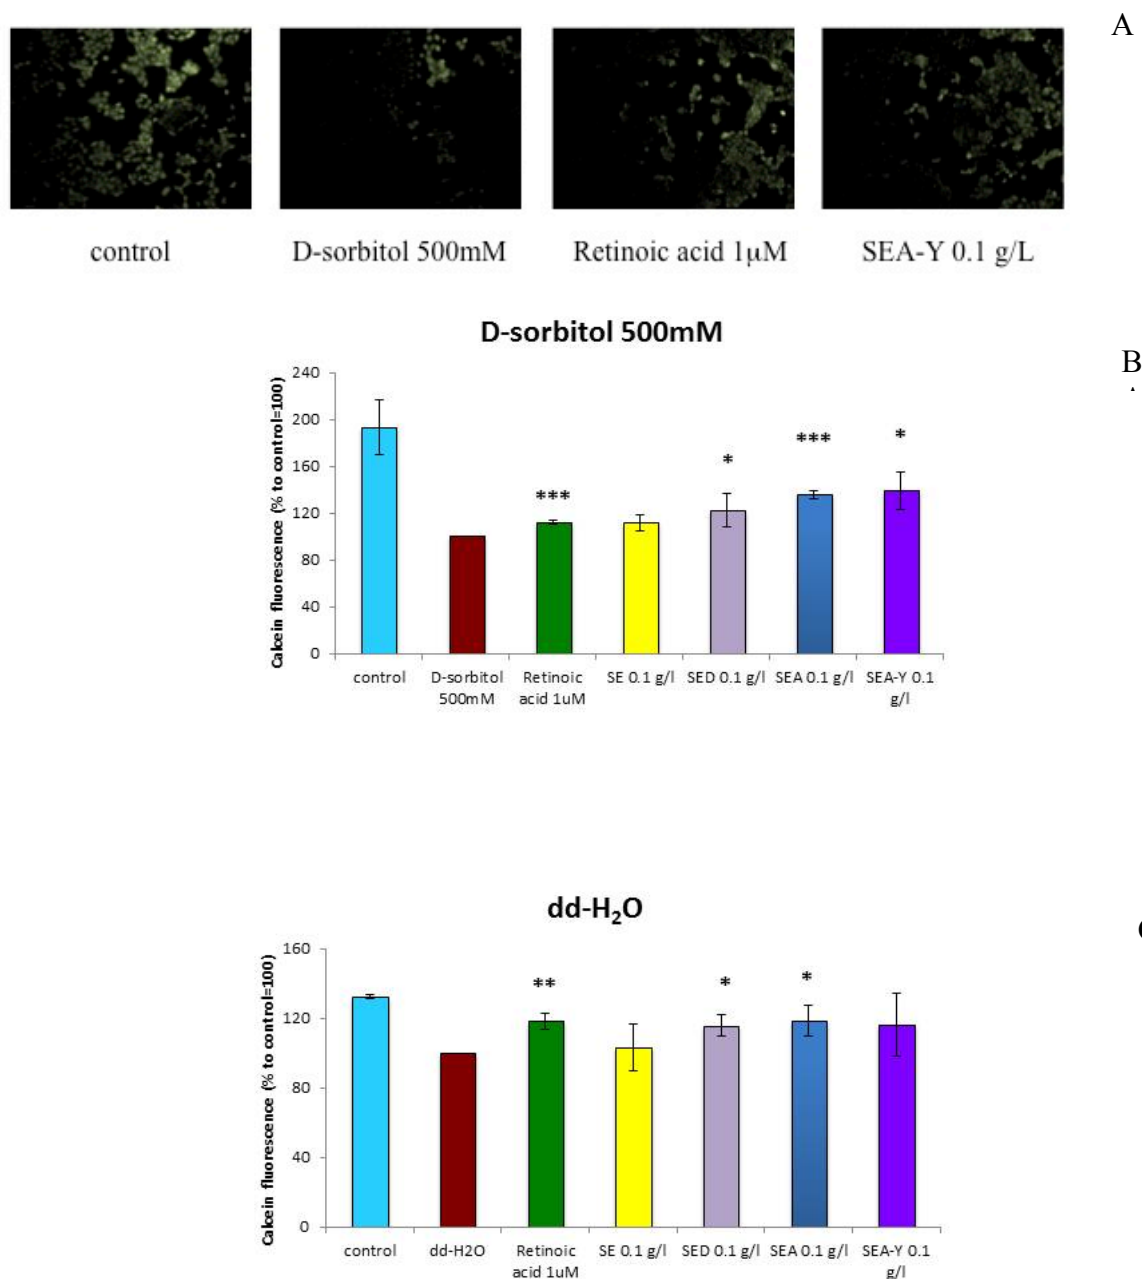 A
control
D-sorbitol 500mM
Retinoic acid 1µM
SEA-Y 0.1 g/L
D-sorbitol 500mM
B
Calcein fluorescence (% to control=100)
240
200
160
120
80
40
0
***
*
***
*
control
D-sorbitol
500mM
Retinoic
acid 1uM
SE 0.1 g/l
SED 0.1 g/l
SEA 0.1 g/l
SEA-Y 0.1
g/l
dd-H₂O
Calcein fluorescence (% to control=100)
160
120
80
40
0
**
*
*
control
dd-H2O
Retinoic
acid 1uM
SE 0.1 g/l
SED 0.1 g/l
SEA 0.1 g/l
SEA-Y 0.1
g/l